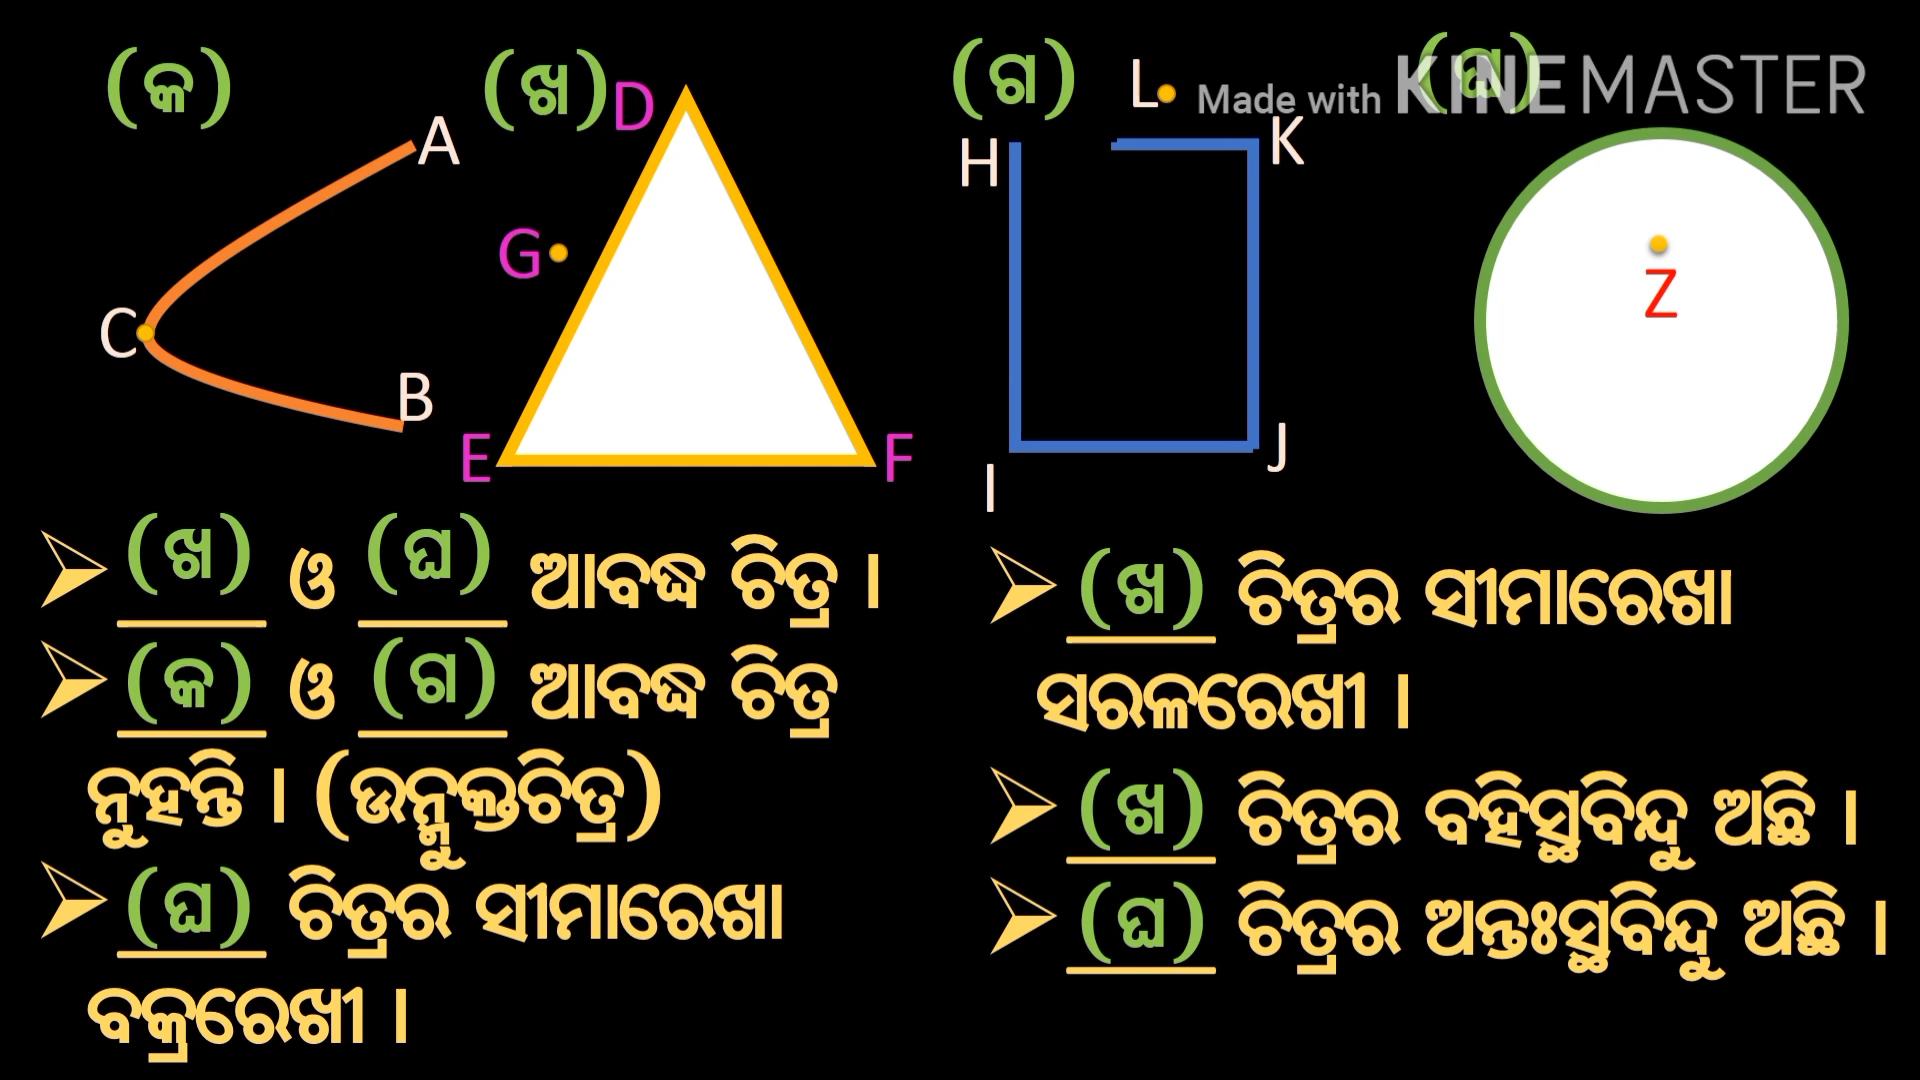 (କ)
(ଖ)
(ଗ)
(ଘ)
Made with KINEMASTER
A
C
B
D
G
E
F
L
H
K
I
J
Z
(ଖ) ଓ (ଘ) ଆବଦ୍ଧ ଚିତ୍ର ।
(କ) ଓ (ଗ) ଆବଦ୍ଧ ଚିତ୍ର
ନୁହନ୍ତି । (ଉନ୍ମୁକ୍ତଚିତ୍ର)
(ଘ) ଚିତ୍ରର ସୀମାରେଖା
ବକ୍ରରେଖୀ ।
(ଖ) ଚିତ୍ରର ସୀମାରେଖା
ସରଳରେଖୀ ।
(ଖ) ଚିତ୍ରର ବହିସ୍ଥବିନ୍ଦୁ ଅଛି ।
(ଘ) ଚିତ୍ରର ଅନ୍ତଃସ୍ଥବିନ୍ଦୁ ଅଛି ।